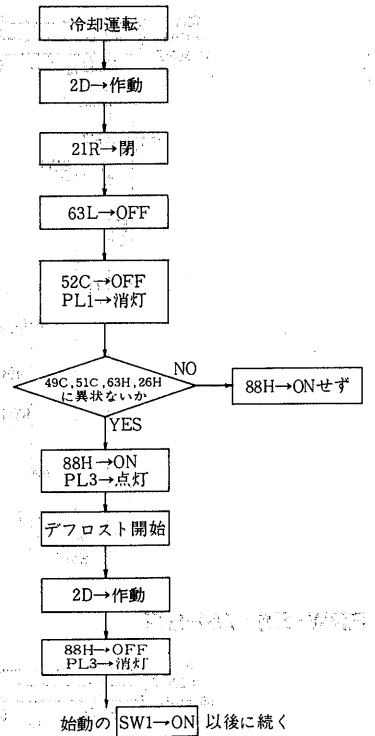 冷却運転
2D→作動
21R→閉
63L→OFF
52C→OFF
PL1→消灯
49C,51C,63H,26H
に異状ないか
NO
88H→ONせず
YES
88H→ON
PL3→点灯
デフロスト開始
2D→作動
88H→OFF
PL3→消灯
始動の SW1→ON 以後に続く